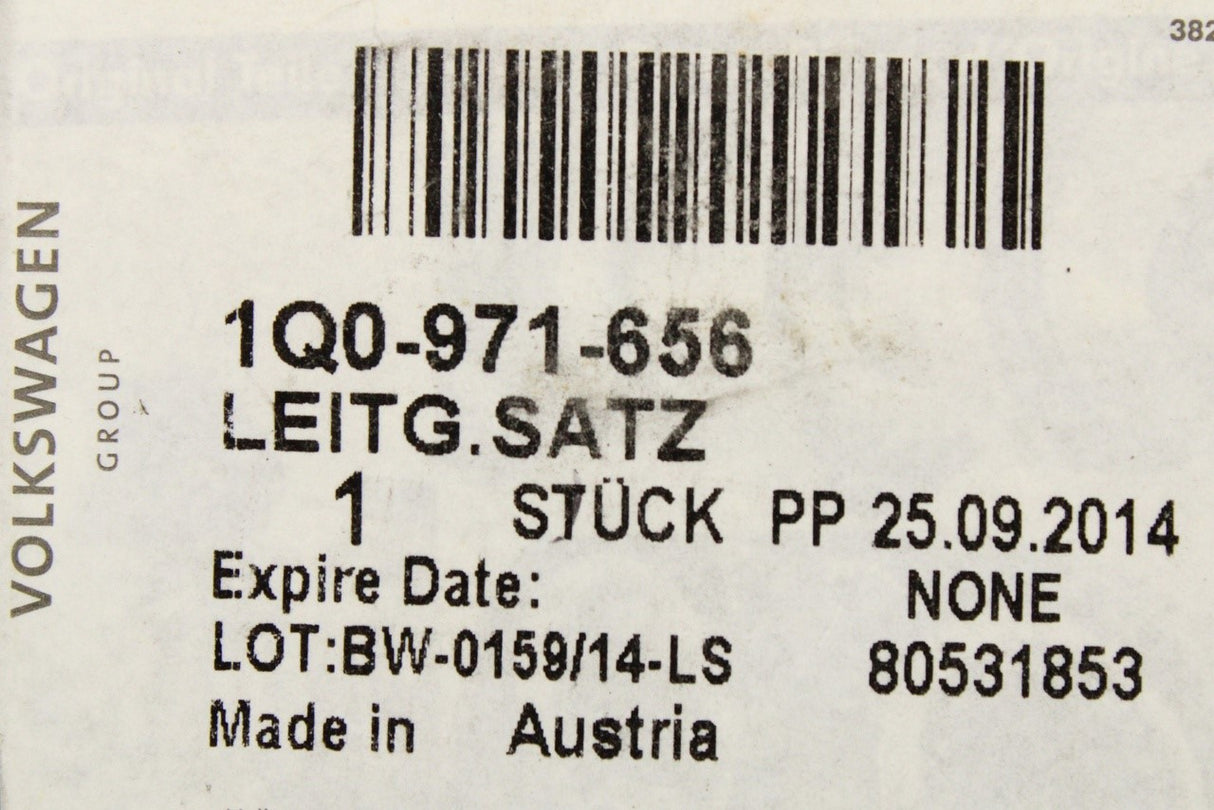 382
VOLKSWAGEN
GROUP
1Q0-971-656
LEITG.SATZ
1 STÜCK PP 25.09.2014
Expire Date: NONE
LOT:BW-0159/14-LS 80531853
Made in Austria